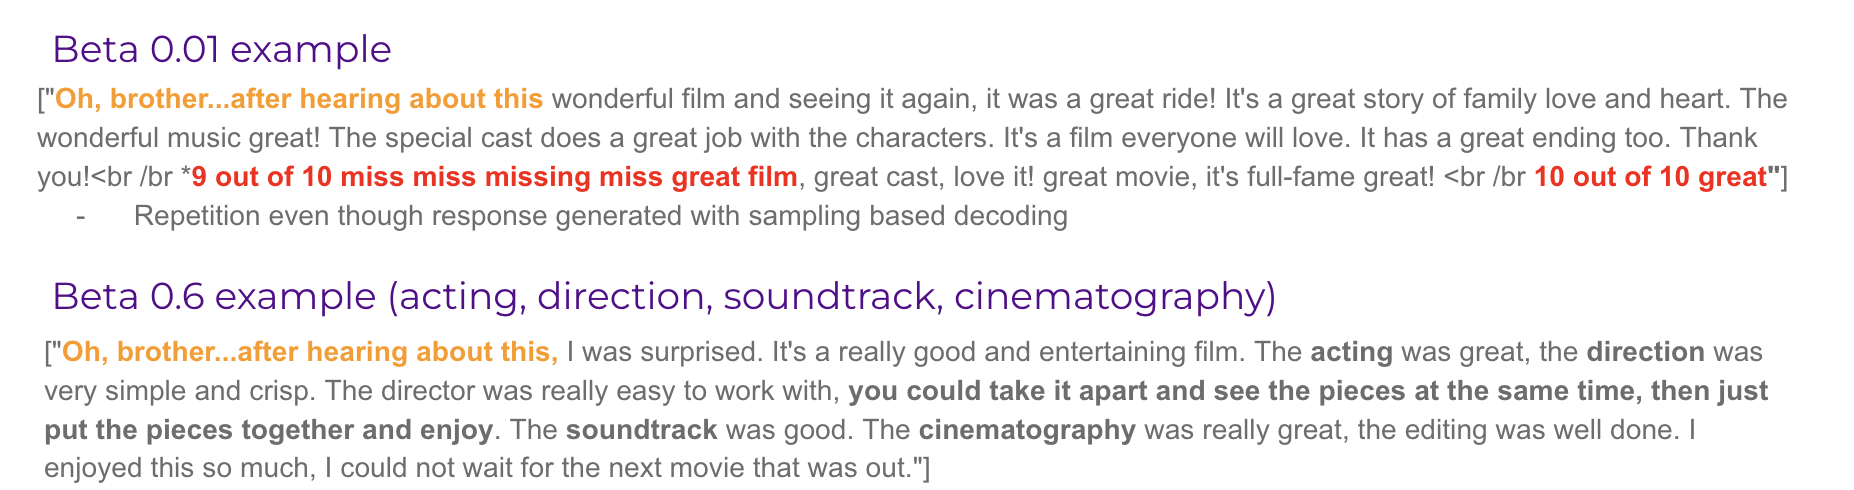 Beta 0.01 example
["Oh, brother...after hearing about this wonderful film and seeing it again, it was a great ride! It's a great story of family love and heart. The
wonderful music great! The special cast does a great job with the characters. It's a film everyone will love. It has a great ending too. Thank
you!<br /br *9 out of 10 miss miss missing miss great film, great cast, love it! great movie, it's full-fame great! <br /br 10 out of 10 great"]
- Repetition even though response generated with sampling based decoding
Beta 0.6 example (acting, direction, soundtrack, cinematography)
["Oh, brother...after hearing about this, I was surprised. It's a really good and entertaining film. The acting was great, the direction was
very simple and crisp. The director was really easy to work with, you could take it apart and see the pieces at the same time, then just
put the pieces together and enjoy. The soundtrack was good. The cinematography was really great, the editing was well done. I
enjoyed this so much, I could not wait for the next movie that was out."]